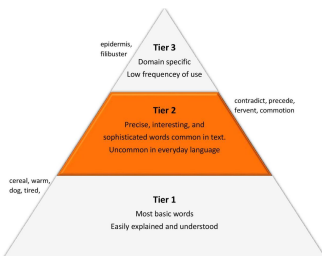 epidermis,
filibuster
Tier 3
Domain specific
Low frequencey of use
Tier 2
Precise, interesting, and
sophisticated words common in text.
Uncommon in everyday language
contradict, precede,
fervent, commotion
cereal, warm,
dog, tired,
Tier 1
Most basic words
Easily explained and understood